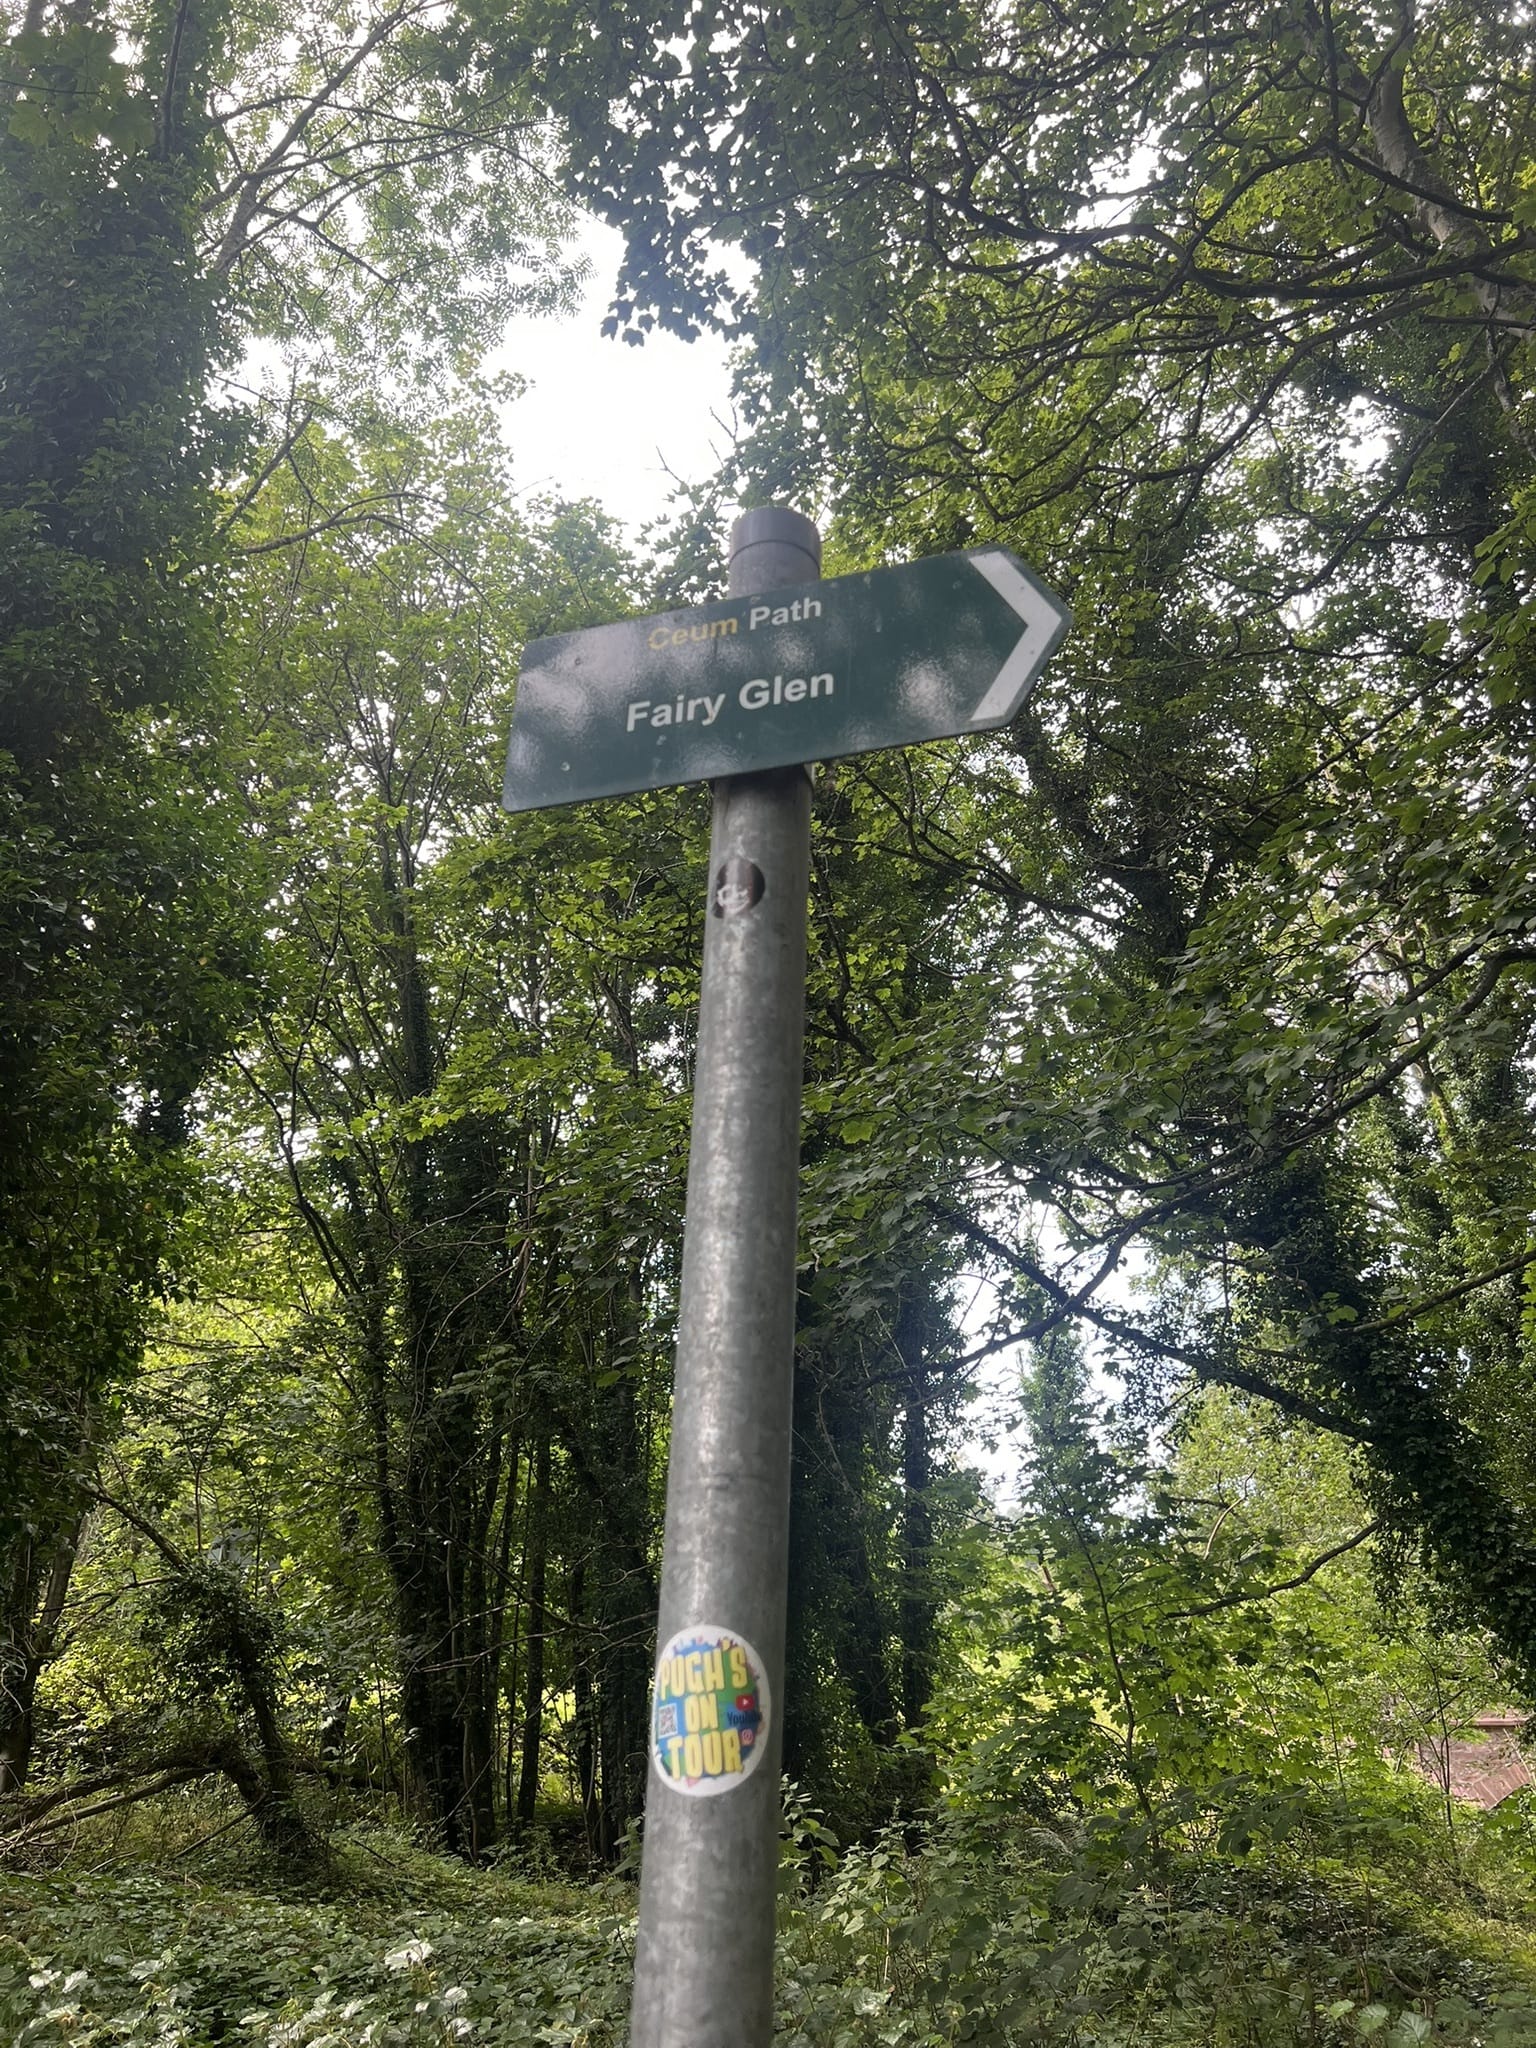 Ceum Path
Fairy Glen
PUGH'S
ON
TOUR